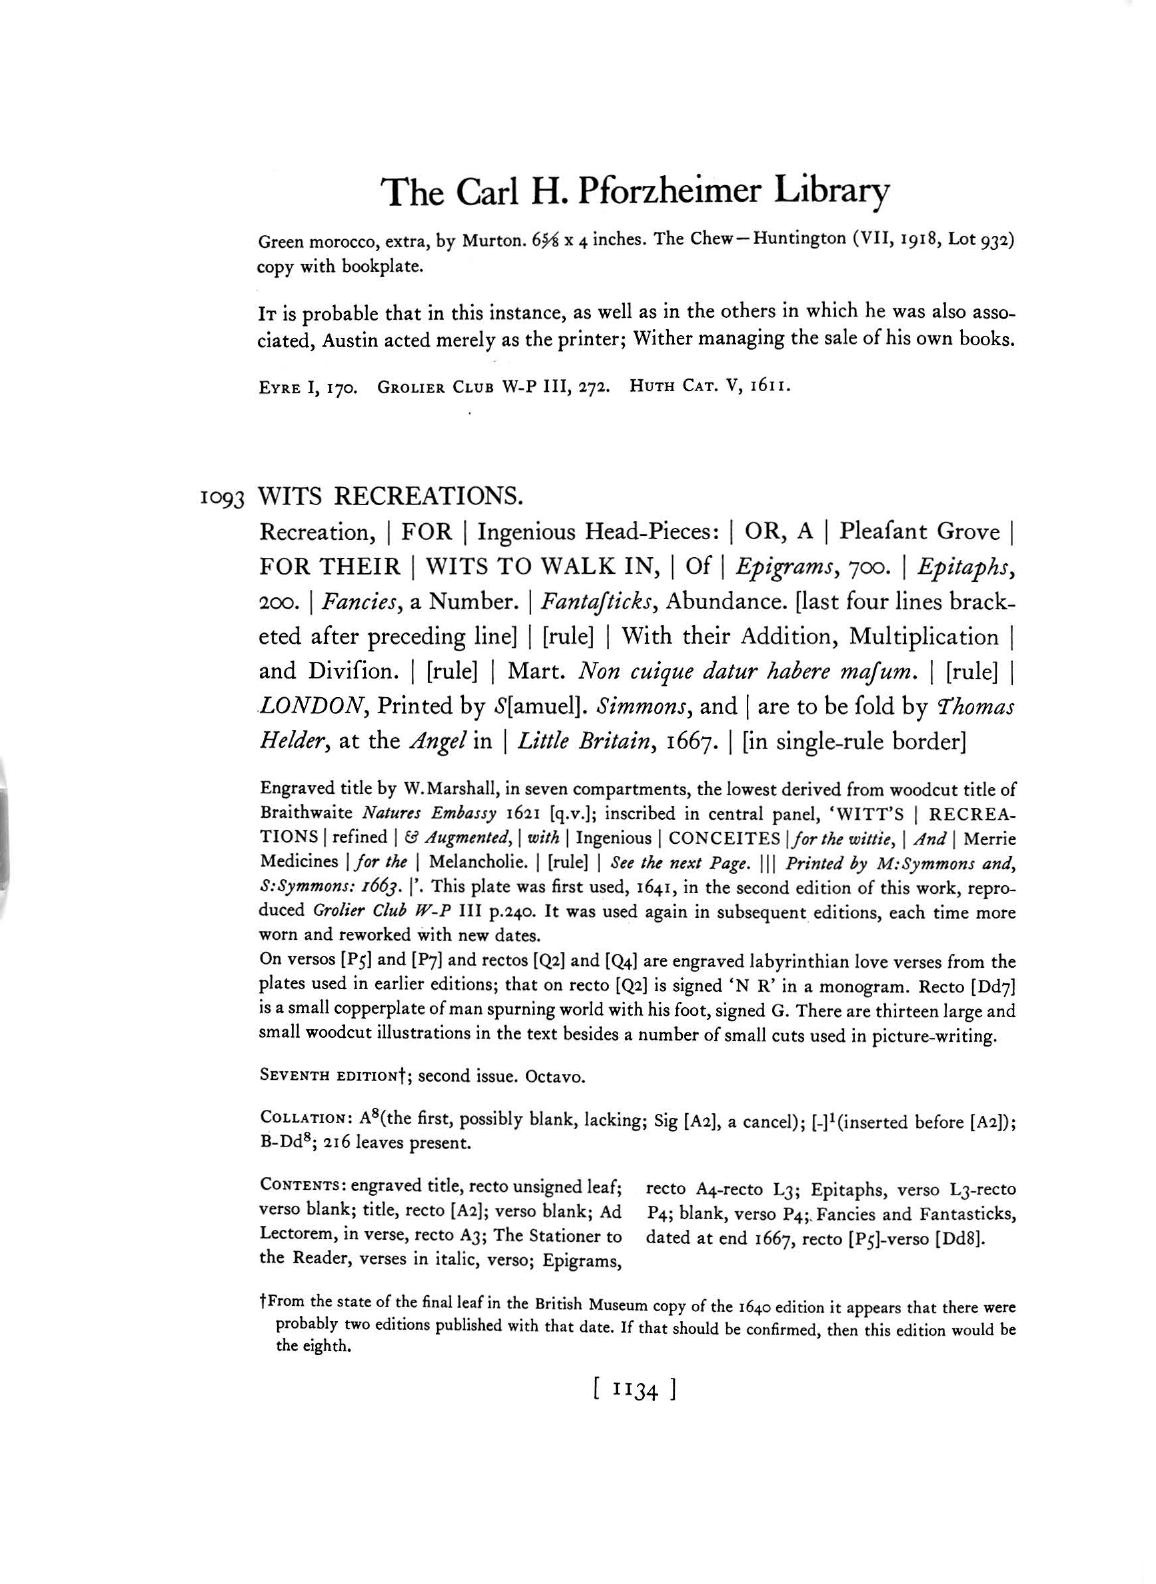 The Carl H. Pforzheimer Library
Green morocco, extra, by Murton. 6⅝ x 4 inches. The Chew—Huntington (VII, 1918, Lot 932)
copy with bookplate.
It is probable that in this instance, as well as in the others in which he was also asso-
ciated, Austin acted merely as the printer; Wither managing the sale of his own books.
Eyre I, 170. Grolier Club W-P III, 272. Huth Cat. V, 1611.
1093 WITS RECREATIONS.
Recreation, | FOR | Ingenious Head-Pieces: | OR, A | Pleaſant Grove |
FOR THEIR | WITS TO WALK IN, | Of | Epigrams, 700. | Epitaphs,
200. | Fancies, a Number. | Fantaſticks, Abundance. [last four lines brack-
eted after preceding line] | [rule] | With their Addition, Multiplication |
and Diviſion. | [rule] | Mart. Non cuique datur habere maſum. | [rule] |
LONDON, Printed by S[amuel]. Simmons, and | are to be ſold by Thomas
Helder, at the Angel in | Little Britain, 1667. | [in single-rule border]
Engraved title by W. Marshall, in seven compartments, the lowest derived from woodcut title of
Braithwaite Natures Embassy 1621 [q.v.]; inscribed in central panel, ‘WITT’S | RECREA-
TIONS | refined | & Augmented, | with | Ingenious | CONCEITES | for the wittie, | And | Merrie
Medicines | for the | Melancholie. | [rule] | See the next Page. ||| Printed by M:Symmons and,
S:Symmons: 1663. |’. This plate was first used, 1641, in the second edition of this work, repro-
duced Grolier Club W-P III p.240. It was used again in subsequent editions, each time more
worn and reworked with new dates.
On versos [P5] and [P7] and rectos [Q2] and [Q4] are engraved labyrinthian love verses from the
plates used in earlier editions; that on recto [Q2] is signed ‘N R’ in a monogram. Recto [Dd7]
is a small copperplate of man spurning world with his foot, signed G. There are thirteen large and
small woodcut illustrations in the text besides a number of small cuts used in picture-writing.
Seventh edition†; second issue. Octavo.
Collation: A⁸(the first, possibly blank, lacking; Sig [A2], a cancel); [-]¹(inserted before [A2]);
B-Dd⁸; 216 leaves present.
Contents: engraved title, recto unsigned leaf;
verso blank; title, recto [A2]; verso blank; Ad
Lectorem, in verse, recto A3; The Stationer to
the Reader, verses in italic, verso; Epigrams,
recto A4-recto L3; Epitaphs, verso L3-recto
P4; blank, verso P4; Fancies and Fantasticks,
dated at end 1667, recto [P5]-verso [Dd8].
†From the state of the final leaf in the British Museum copy of the 1640 edition it appears that there were
probably two editions published with that date. If that should be confirmed, then this edition would be
the eighth.
[ 1134 ]